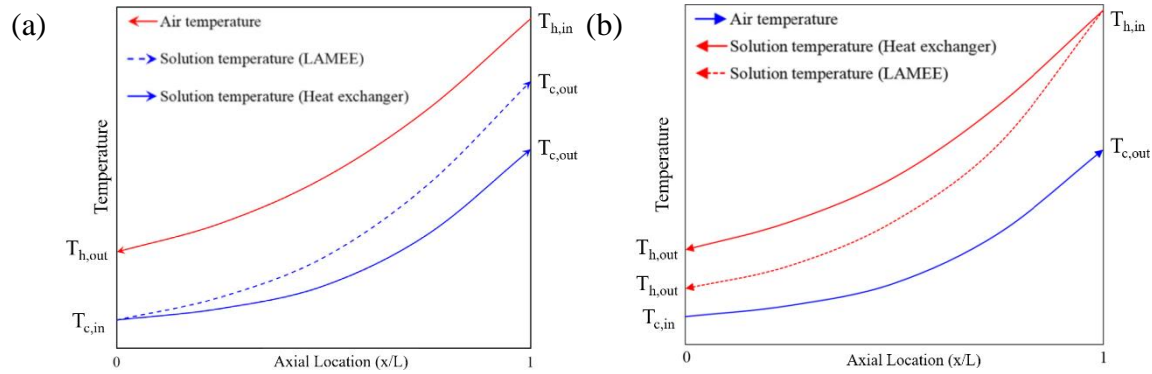 (a)
Air temperature
Solution temperature (LAMEE)
Solution temperature (Heat exchanger)
T_h,in
T_c,out
T_c,out
T_h,out
T_c,in
Temperature
0
Axial Location (x/L)
1
(b)
Air temperature
Solution temperature (Heat exchanger)
Solution temperature (LAMEE)
T_h,in
T_c,out
T_h,out
T_h,out
T_c,in
Temperature
0
Axial Location (x/L)
1